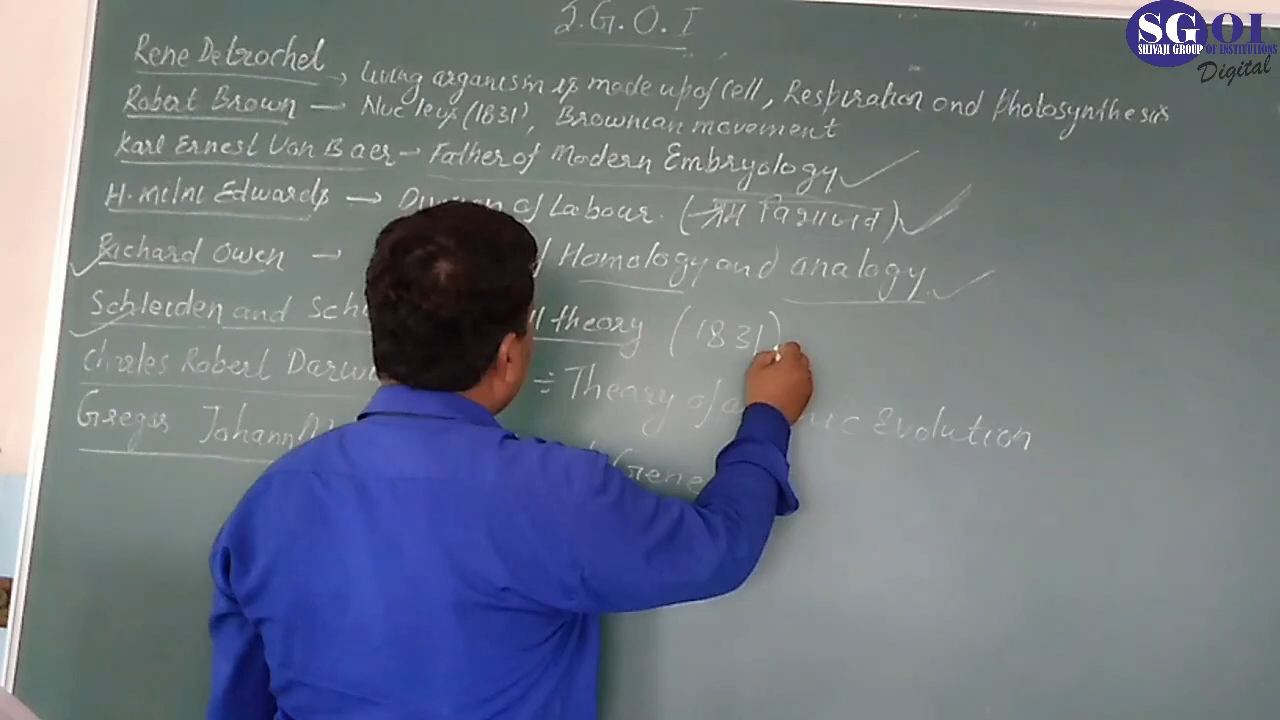 S.G.O.I
SGOI
SHIVAJI GROUP OF INSTITUTIONS
Digital
Rene Detrochet → Living organism is made up of cell, Respiration and Photosynthesis
Robert Brown — Nucleus (1831), Brownian movement
Karl Ernest Von Baer – Father of Modern Embryology
H. Milne Edwards → of Labour. (श्रम विभाजन)
Richard Owen — Homology and analogy
Schleiden and theory (1831)
Charles Robert ÷ Theory of Evolution
Gregor Johann